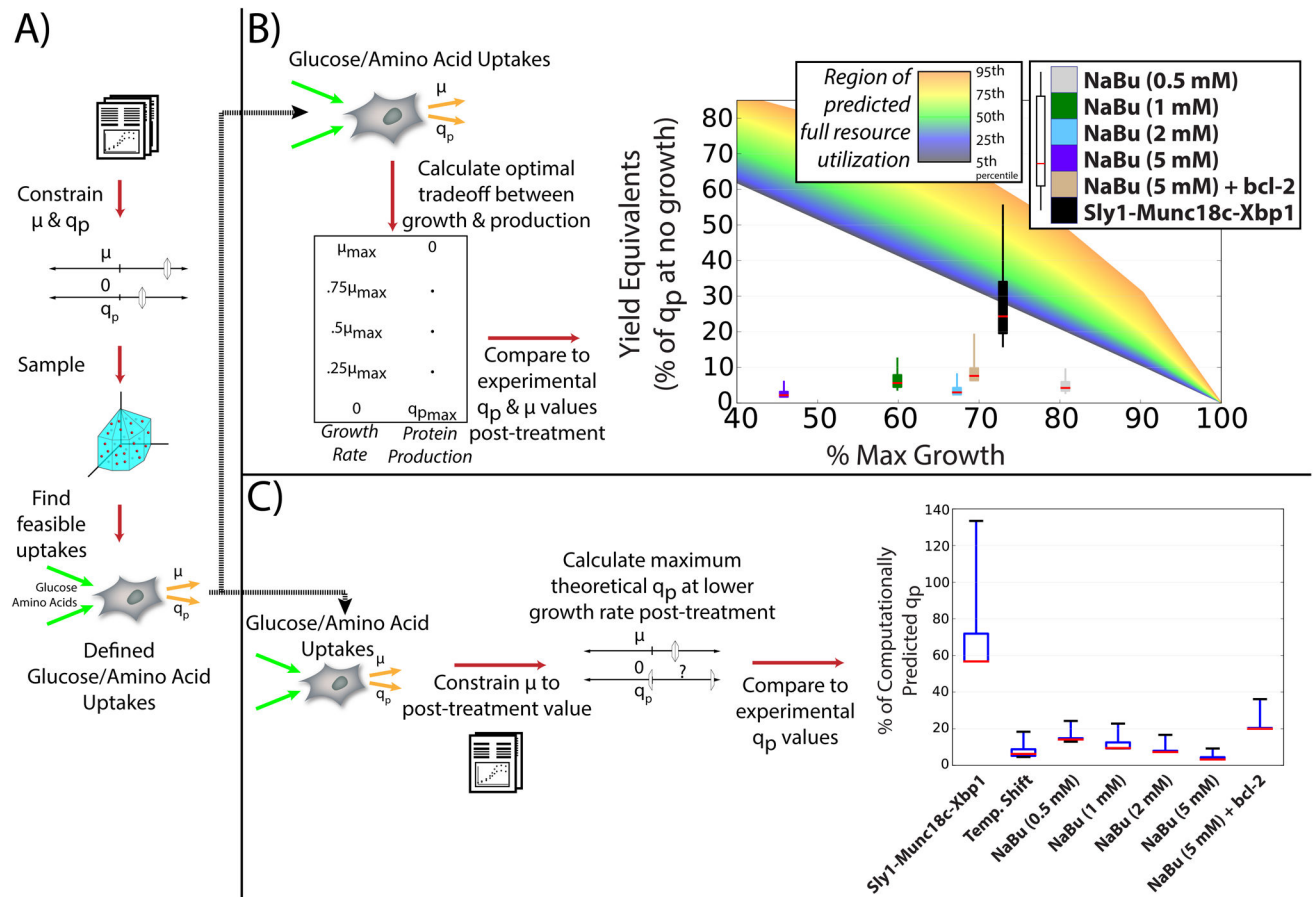 A)
Constrain
μ & qp
μ
0
qp
Sample
Find
feasible
uptakes
Glucose
Amino Acids
μ
qp
Defined
Glucose/Amino Acid
Uptakes
B)
Glucose/Amino Acid Uptakes
μ
qp
Calculate optimal
tradeoff between
growth & production
μmax 0
.75μmax .
.5μmax .
.25μmax .
0 qpmax
Growth Protein
Rate Production
Compare to
experimental
qp & μ values
post-treatment
Yield Equivalents
(% of qp at no growth)
80
70
60
50
40
30
20
10
0
40 50 60 70 80 90 100
% Max Growth
Region of
predicted
full resource
utilization
95th
75th
50th
25th
5th
percentile
NaBu (0.5 mM)
NaBu (1 mM)
NaBu (2 mM)
NaBu (5 mM)
NaBu (5 mM) + bcl-2
Sly1-Munc18c-Xbp1
C)
Glucose/Amino Acid
Uptakes
μ
qp
Constrain μ to
post-treatment value
Calculate maximum
theoretical qp at lower
growth rate post-treatment
μ
0
?
qp
Compare to
experimental
qp values
% of Computationally
Predicted qp
140
120
100
80
60
40
20
0
Sly1-Munc18c-Xbp1
Temp. Shift
NaBu (0.5 mM)
NaBu (1 mM)
NaBu (2 mM)
NaBu (5 mM)
NaBu (5 mM) + bcl-2